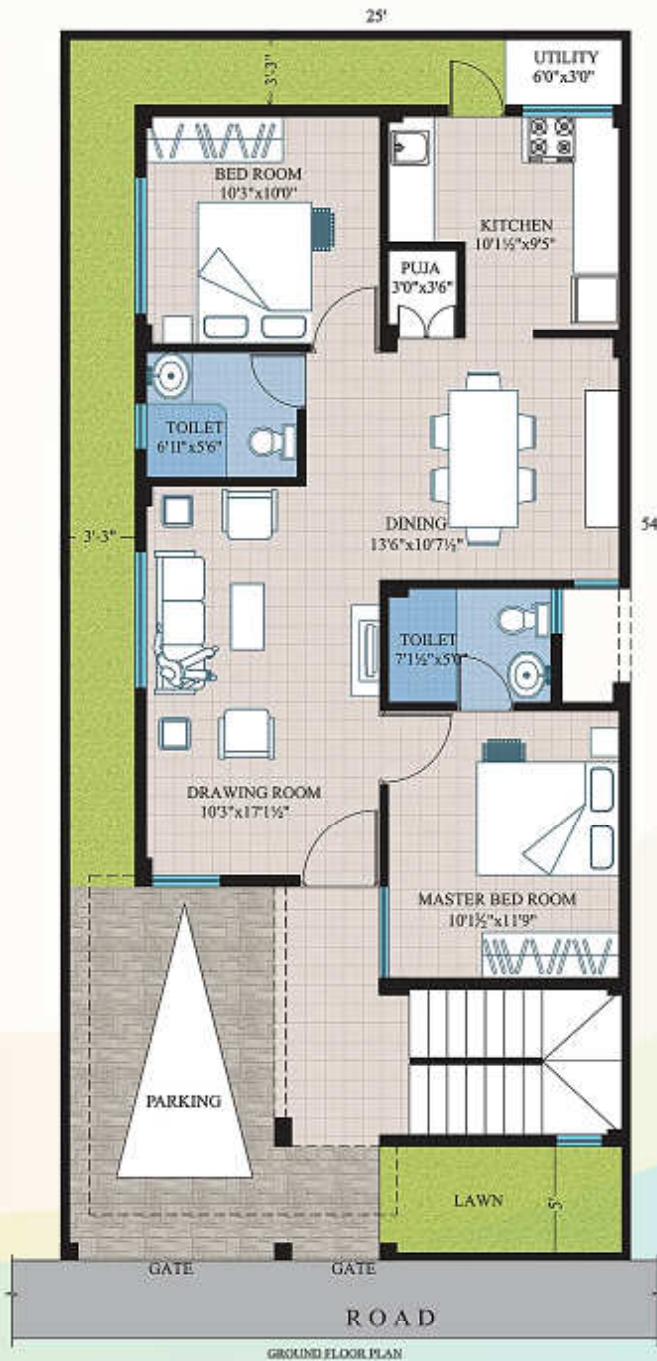 25'
UTILITY
6'0"x3'0"
3'-3"
BED ROOM
10'3"x10'0"
KITCHEN
10'1½"x9'5"
PUJA
3'0"x3'6"
TOILET
6'11"x5'6"
3'-3"
DINING
13'6"x10'7½"
54
TOILET
7'1½"x5'0"
DRAWING ROOM
10'3"x17'1½"
MASTER BED ROOM
10'1½"x11'9"
PARKING
LAWN
5'
GATE
GATE
ROAD
GROUND FLOOR PLAN